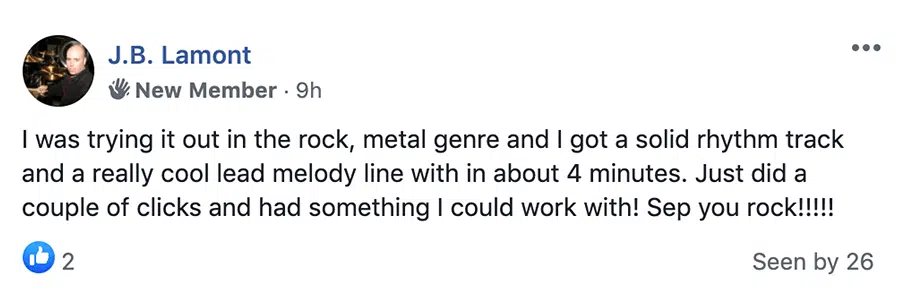 J.B. Lamont
New Member · 9h
I was trying it out in the rock, metal genre and I got a solid rhythm track
and a really cool lead melody line with in about 4 minutes. Just did a
couple of clicks and had something I could work with! Sep you rock!!!!!
2
Seen by 26